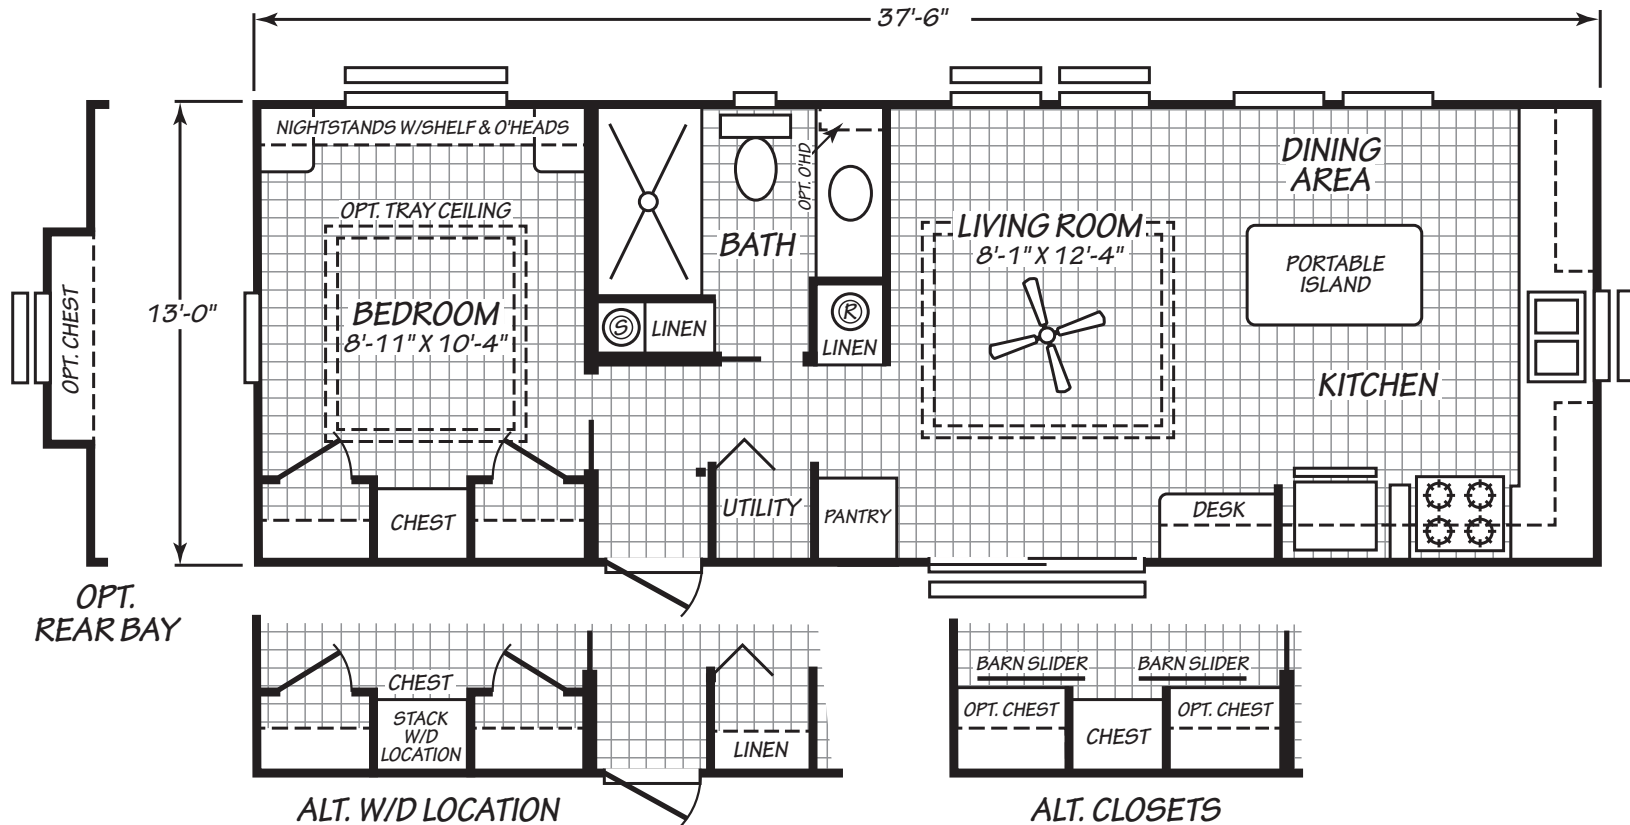 37'-6"
NIGHTSTANDS W/SHELF & O'HEADS
OPT. TRAY CEILING
BEDROOM
8'-11" X 10'-4"
13'-0"
OPT. CHEST
OPT.
REAR BAY
CHEST
OPT. O'HD
BATH
S
LINEN
R
LINEN
UTILITY
PANTRY
LIVING ROOM
8'-1" X 12'-4"
DINING
AREA
PORTABLE
ISLAND
KITCHEN
DESK
CHEST
STACK
W/D
LOCATION
LINEN
ALT. W/D LOCATION
BARN SLIDER
BARN SLIDER
OPT. CHEST
CHEST
OPT. CHEST
ALT. CLOSETS